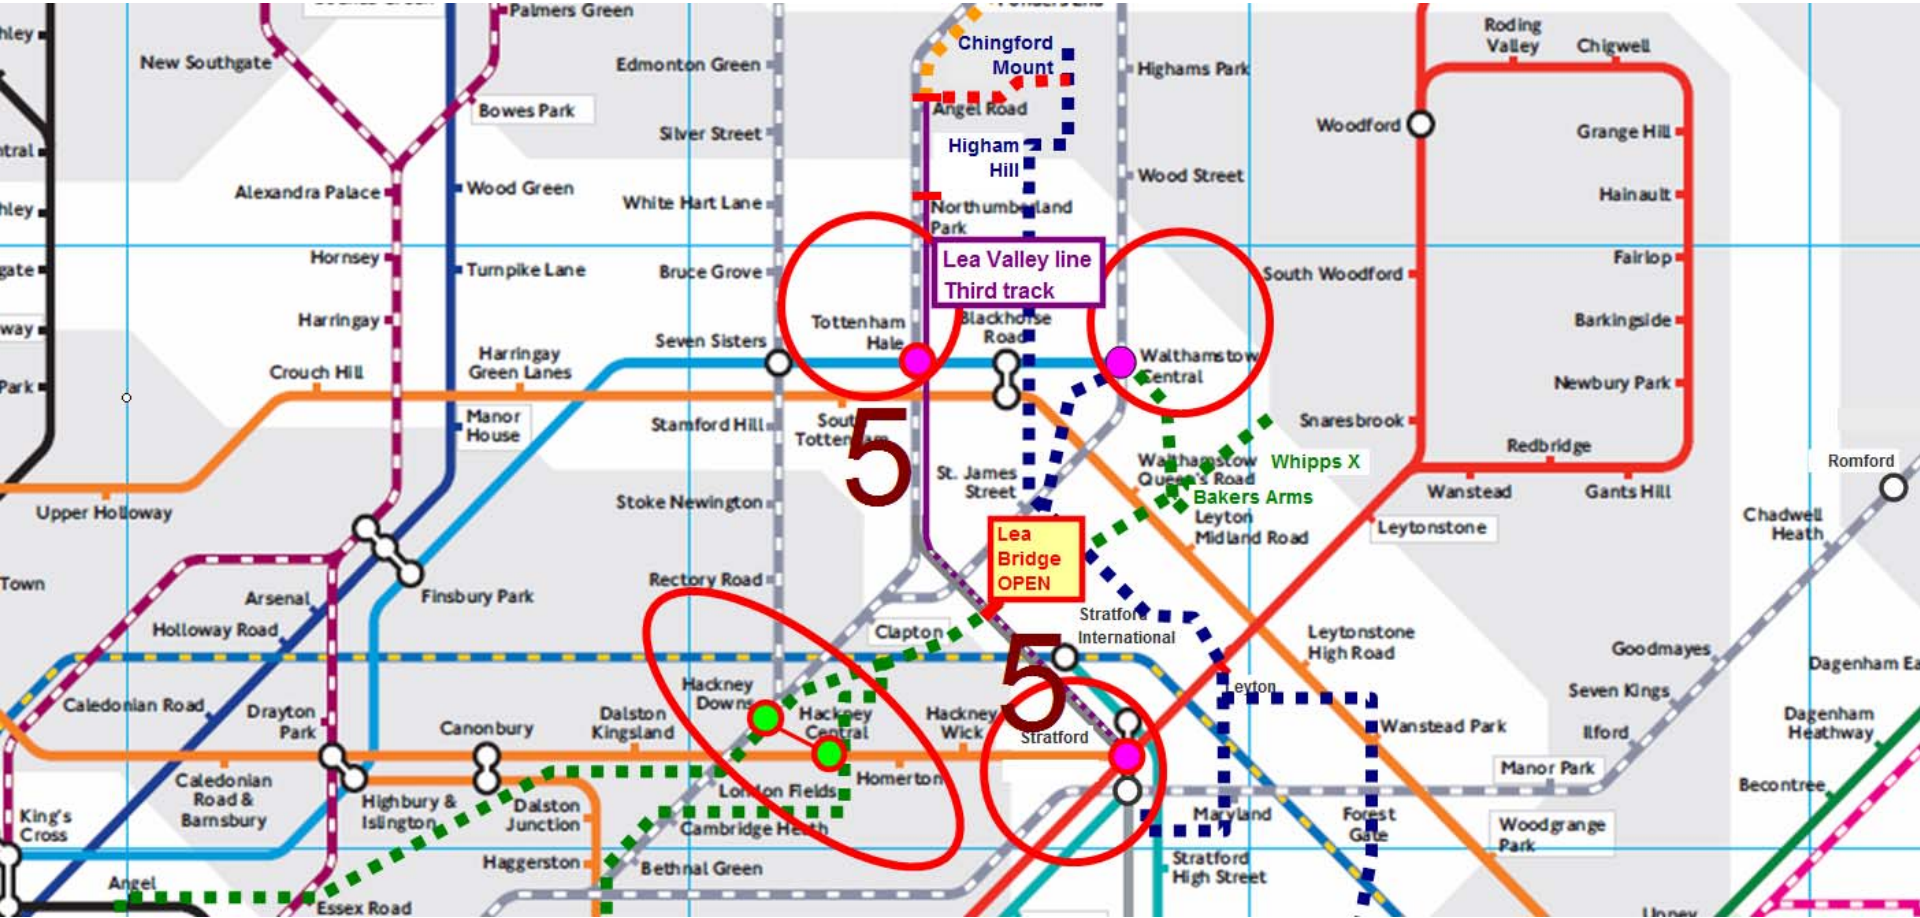 Palmers Green
New Southgate
Bowes Park
Alexandra Palace
Wood Green
Hornsey
Turnpike Lane
Harringay
Crouch Hill
Harringay
Green Lanes
Manor
House
Upper Holloway
Finsbury Park
Arsenal
Holloway Road
Caledonian Road
Drayton
Park
Canonbury
Caledonian
Road &
Barnsbury
Highbury &
Islington
King's
Cross
Angel
Essex Road
Town
Edmonton Green
Silver Street
White Hart Lane
Bruce Grove
Seven Sisters
Stamford Hill
Stoke Newington
Rectory Road
Hackney
Downs
Dalston
Kingsland
Dalston
Junction
Haggerston
Hackney
Central
Hackney
Wick
Homerton
London Fields
Cambridge Heath
Bethnal Green
Clapton
Chingford
Mount
Angel Road
Higham
Hill
Northumberland
Park
Lea Valley line
Third track
Tottenham
Hale
Blackhorse
Road
South
Tottenham
5
St. James
Street
Lea
Bridge
OPEN
5
Stratford
International
Stratford
Highams Park
Wood Street
Walthamstow
Central
Walthamstow
Queen's Road
Whipps X
Bakers Arms
Leyton
Midland Road
Leytonstone
High Road
Leyton
Wanstead Park
Maryland
Forest
Gate
Manor Park
Woodgrange
Park
Stratford
High Street
Roding
Valley
Chigwell
Woodford
Grange Hill
Hainault
South Woodford
Fairlop
Barkingside
Newbury Park
Snaresbrook
Redbridge
Wanstead
Gants Hill
Leytonstone
Romford
Chadwell
Heath
Goodmayes
Seven Kings
Ilford
Dagenham Ea
Dagenham
Heathway
Becontree